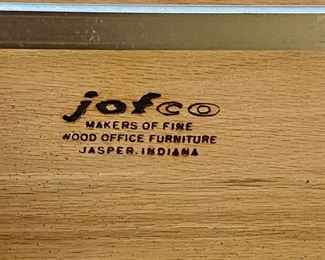 jofco
MAKERS OF FINE
WOOD OFFICE FURNITURE
JASPER, INDIANA